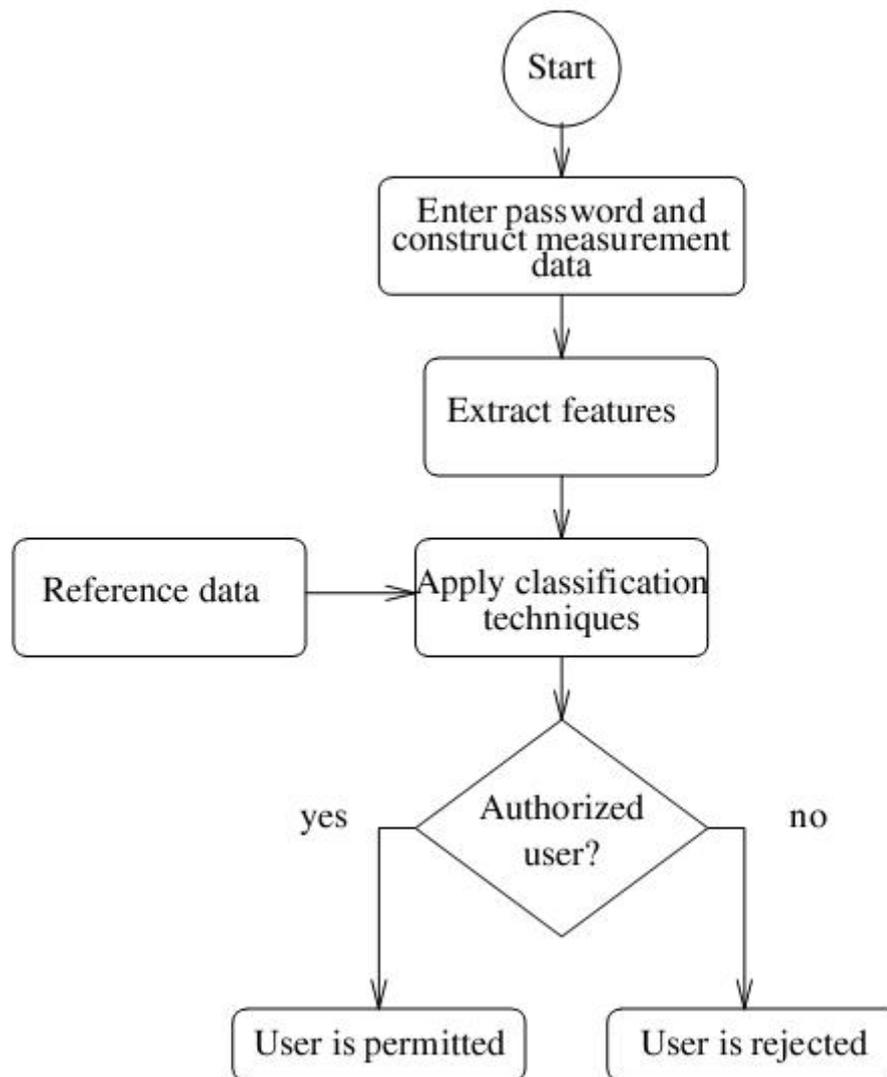 Start
Enter password and
construct measurement
data
Extract features
Reference data
Apply classification
techniques
yes
Authorized
user?
no
User is permitted
User is rejected